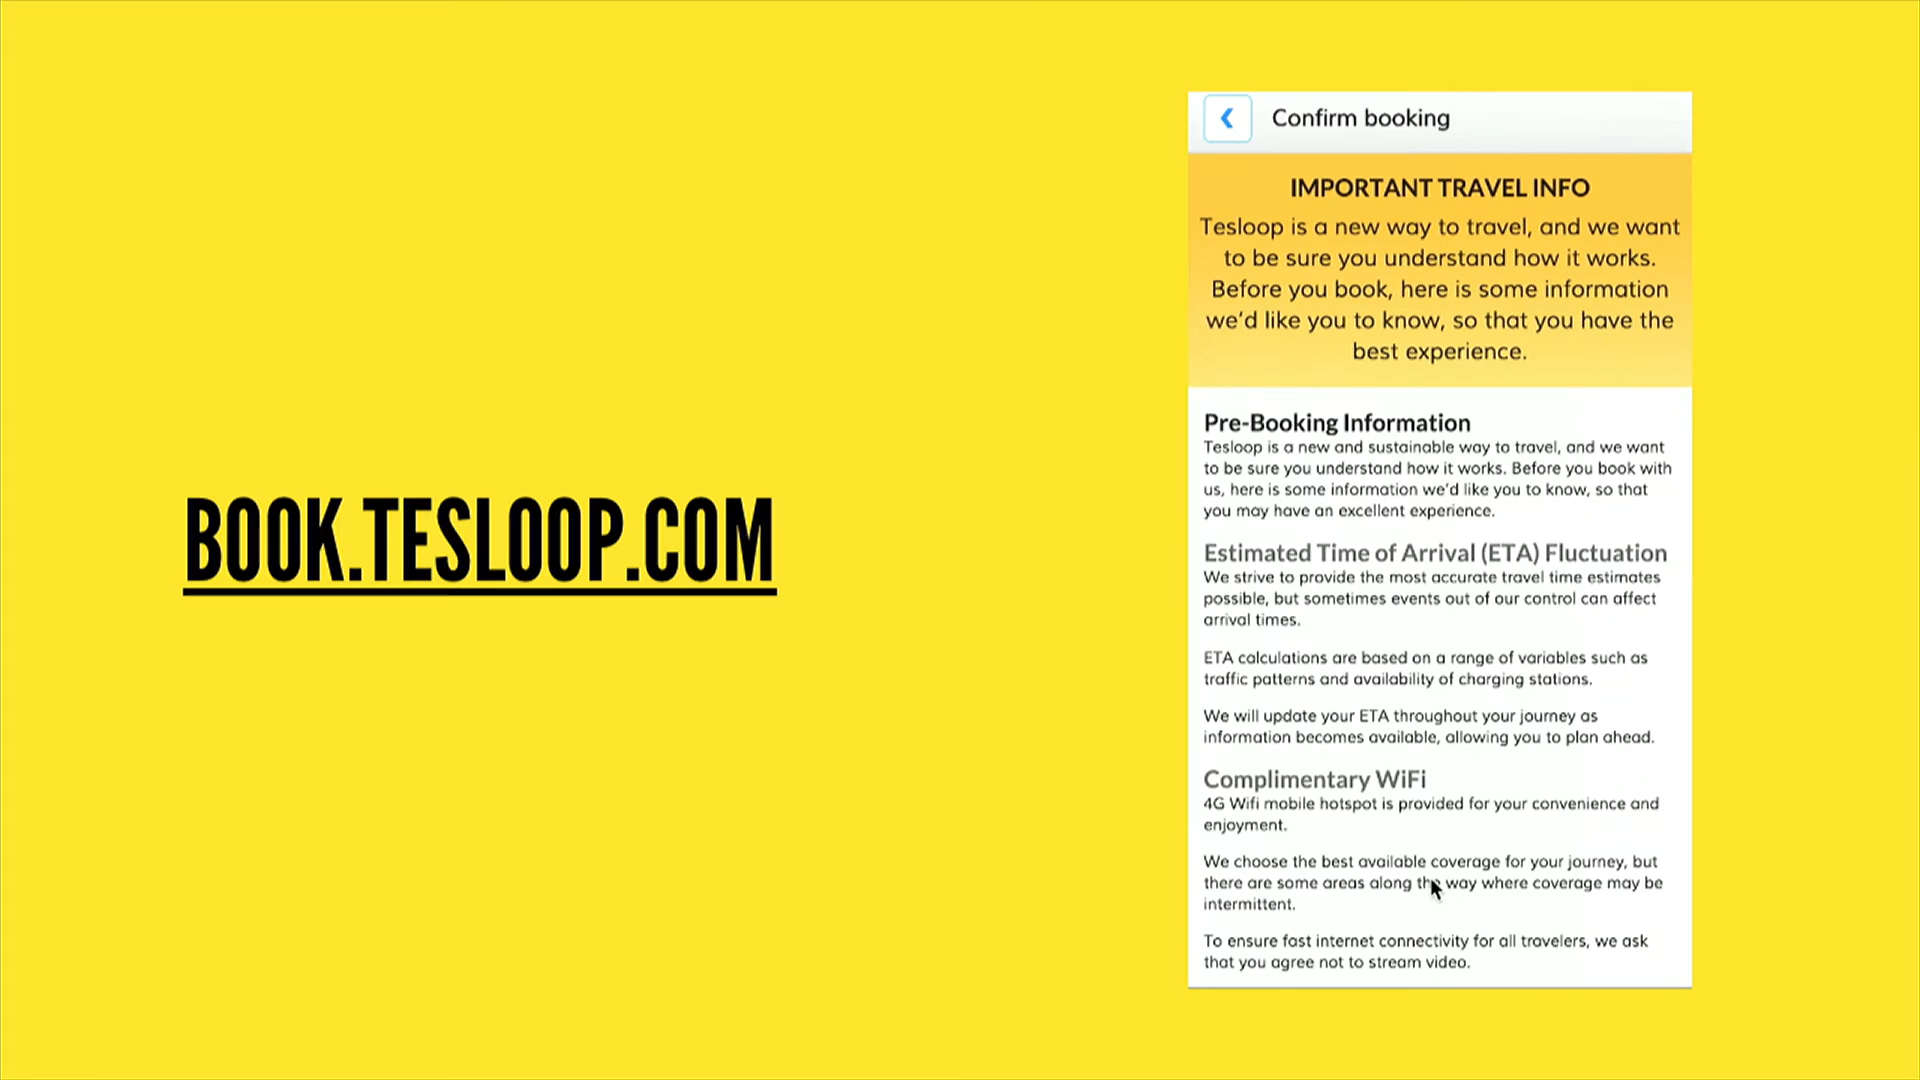 BOOK.TESLOOP.COM
Confirm booking
IMPORTANT TRAVEL INFO
Tesloop is a new way to travel, and we want
to be sure you understand how it works.
Before you book, here is some information
we'd like you to know, so that you have the
best experience.
Pre-Booking Information
Tesloop is a new and sustainable way to travel, and we want
to be sure you understand how it works. Before you book with
us, here is some information we'd like you to know, so that
you may have an excellent experience.
Estimated Time of Arrival (ETA) Fluctuation
We strive to provide the most accurate travel time estimates
possible, but sometimes events out of our control can affect
arrival times.
ETA calculations are based on a range of variables such as
traffic patterns and availability of charging stations.
We will update your ETA throughout your journey as
information becomes available, allowing you to plan ahead.
Complimentary WiFi
4G Wifi mobile hotspot is provided for your convenience and
enjoyment.
We choose the best available coverage for your journey, but
there are some areas along the way where coverage may be
intermittent.
To ensure fast internet connectivity for all travelers, we ask
that you agree not to stream video.